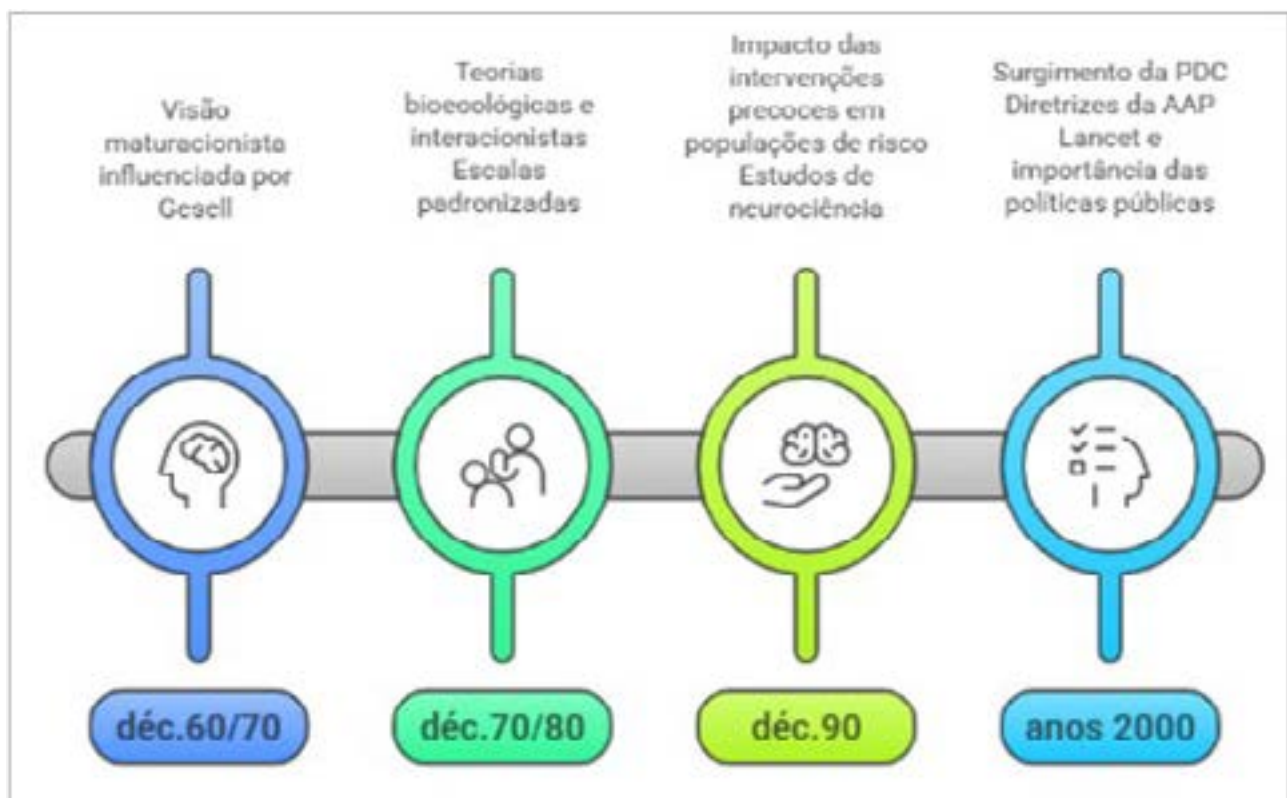 Visão
maturacionista
influenciada por
Gesell
Teorias
bioecológicas e
interacionistas
Escalas
padronizadas
Impacto das
intervenções
precoces em
populações de risco
Estudos de
neurociência
Surgimento da PDC
Diretrizes da AAP
Lancet e
importância das
políticas públicas
déc.60/70
déc.70/80
déc.90
anos 2000